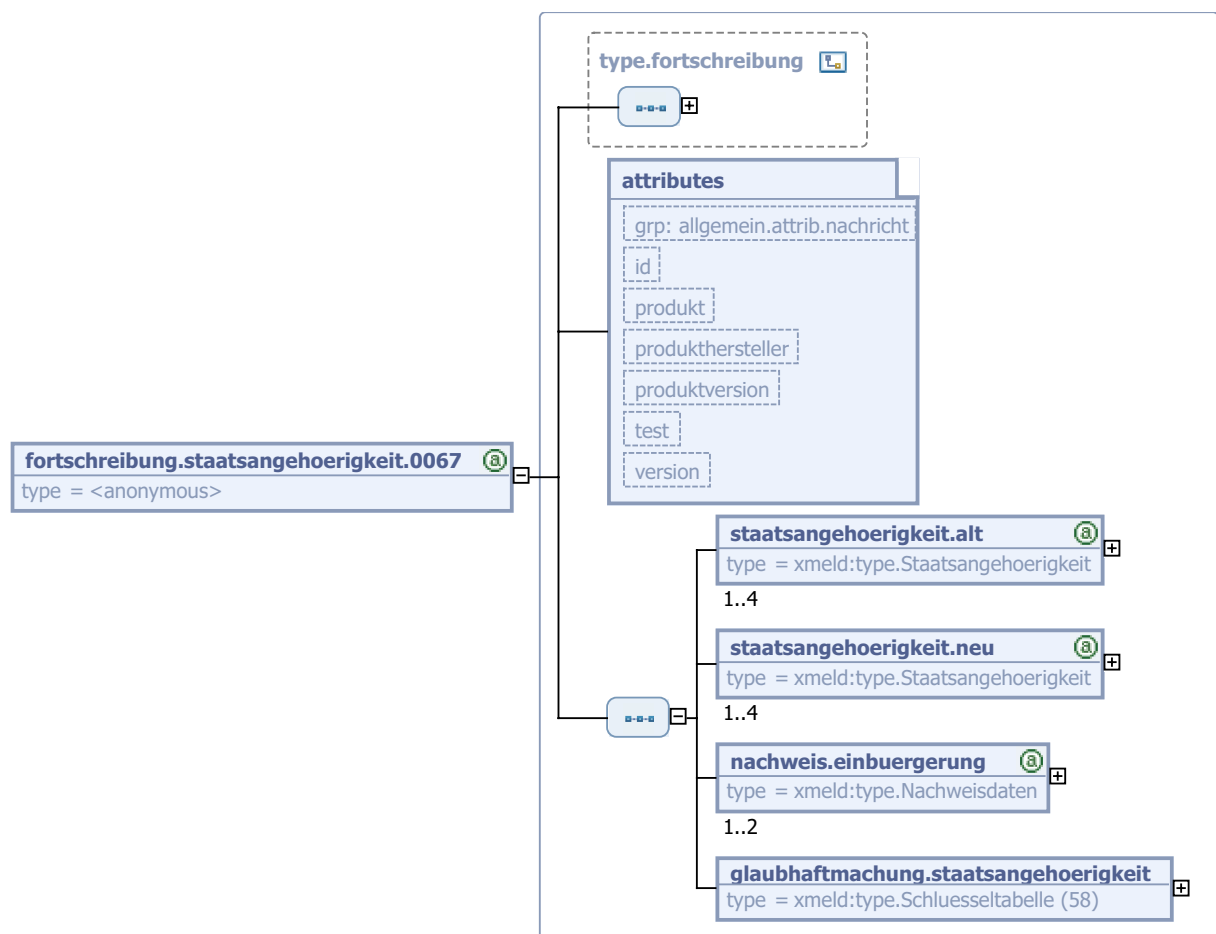 type.fortschreibung
attributes
grp: allgemein.attrib.nachricht
id
produkt
produkthersteller
produktversion
test
version
fortschreibung.staatsangehoerigkeit.0067
type = <anonymous>
staatsangehoerigkeit.alt
type = xmeld:type.Staatsangehoerigkeit
1..4
staatsangehoerigkeit.neu
type = xmeld:type.Staatsangehoerigkeit
1..4
nachweis.einbuergerung
type = xmeld:type.Nachweisdaten
1..2
glaubhaftmachung.staatsangehoerigkeit
type = xmeld:type.Schluesseltabelle (58)